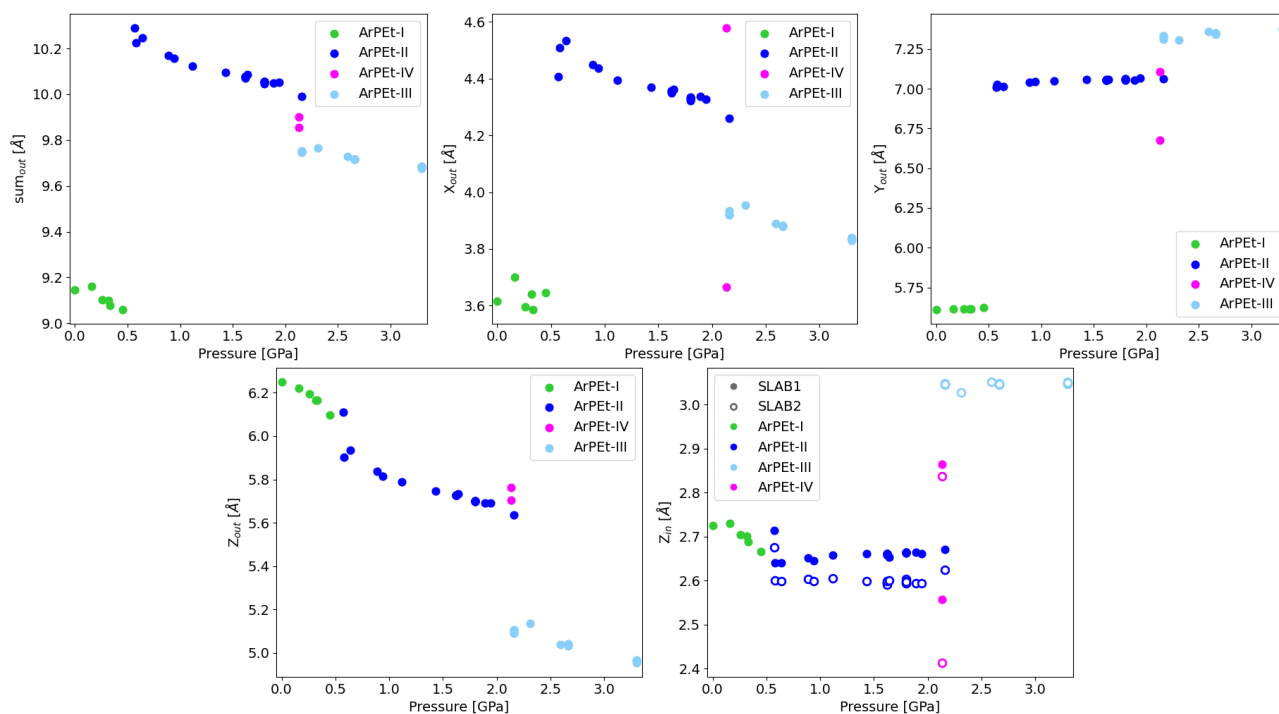 sum_out [Å]
10.2
10.0
9.8
9.6
9.4
9.2
9.0
ArPEt-I
ArPEt-II
ArPEt-IV
ArPEt-III
0.0 0.5 1.0 1.5 2.0 2.5 3.0
Pressure [GPa]
X_out [Å]
4.6
4.4
4.2
4.0
3.8
3.6
ArPEt-I
ArPEt-II
ArPEt-IV
ArPEt-III
0.0 0.5 1.0 1.5 2.0 2.5 3.0
Pressure [GPa]
Y_out [Å]
7.25
7.00
6.75
6.50
6.25
6.00
5.75
ArPEt-I
ArPEt-II
ArPEt-IV
ArPEt-III
0.0 0.5 1.0 1.5 2.0 2.5 3.0
Pressure [GPa]
Z_out [Å]
6.2
6.0
5.8
5.6
5.4
5.2
5.0
ArPEt-I
ArPEt-II
ArPEt-IV
ArPEt-III
0.0 0.5 1.0 1.5 2.0 2.5 3.0
Pressure [GPa]
Z_in [Å]
3.0
2.9
2.8
2.7
2.6
2.5
2.4
SLAB1
SLAB2
ArPEt-I
ArPEt-II
ArPEt-III
ArPEt-IV
0.0 0.5 1.0 1.5 2.0 2.5 3.0
Pressure [GPa]